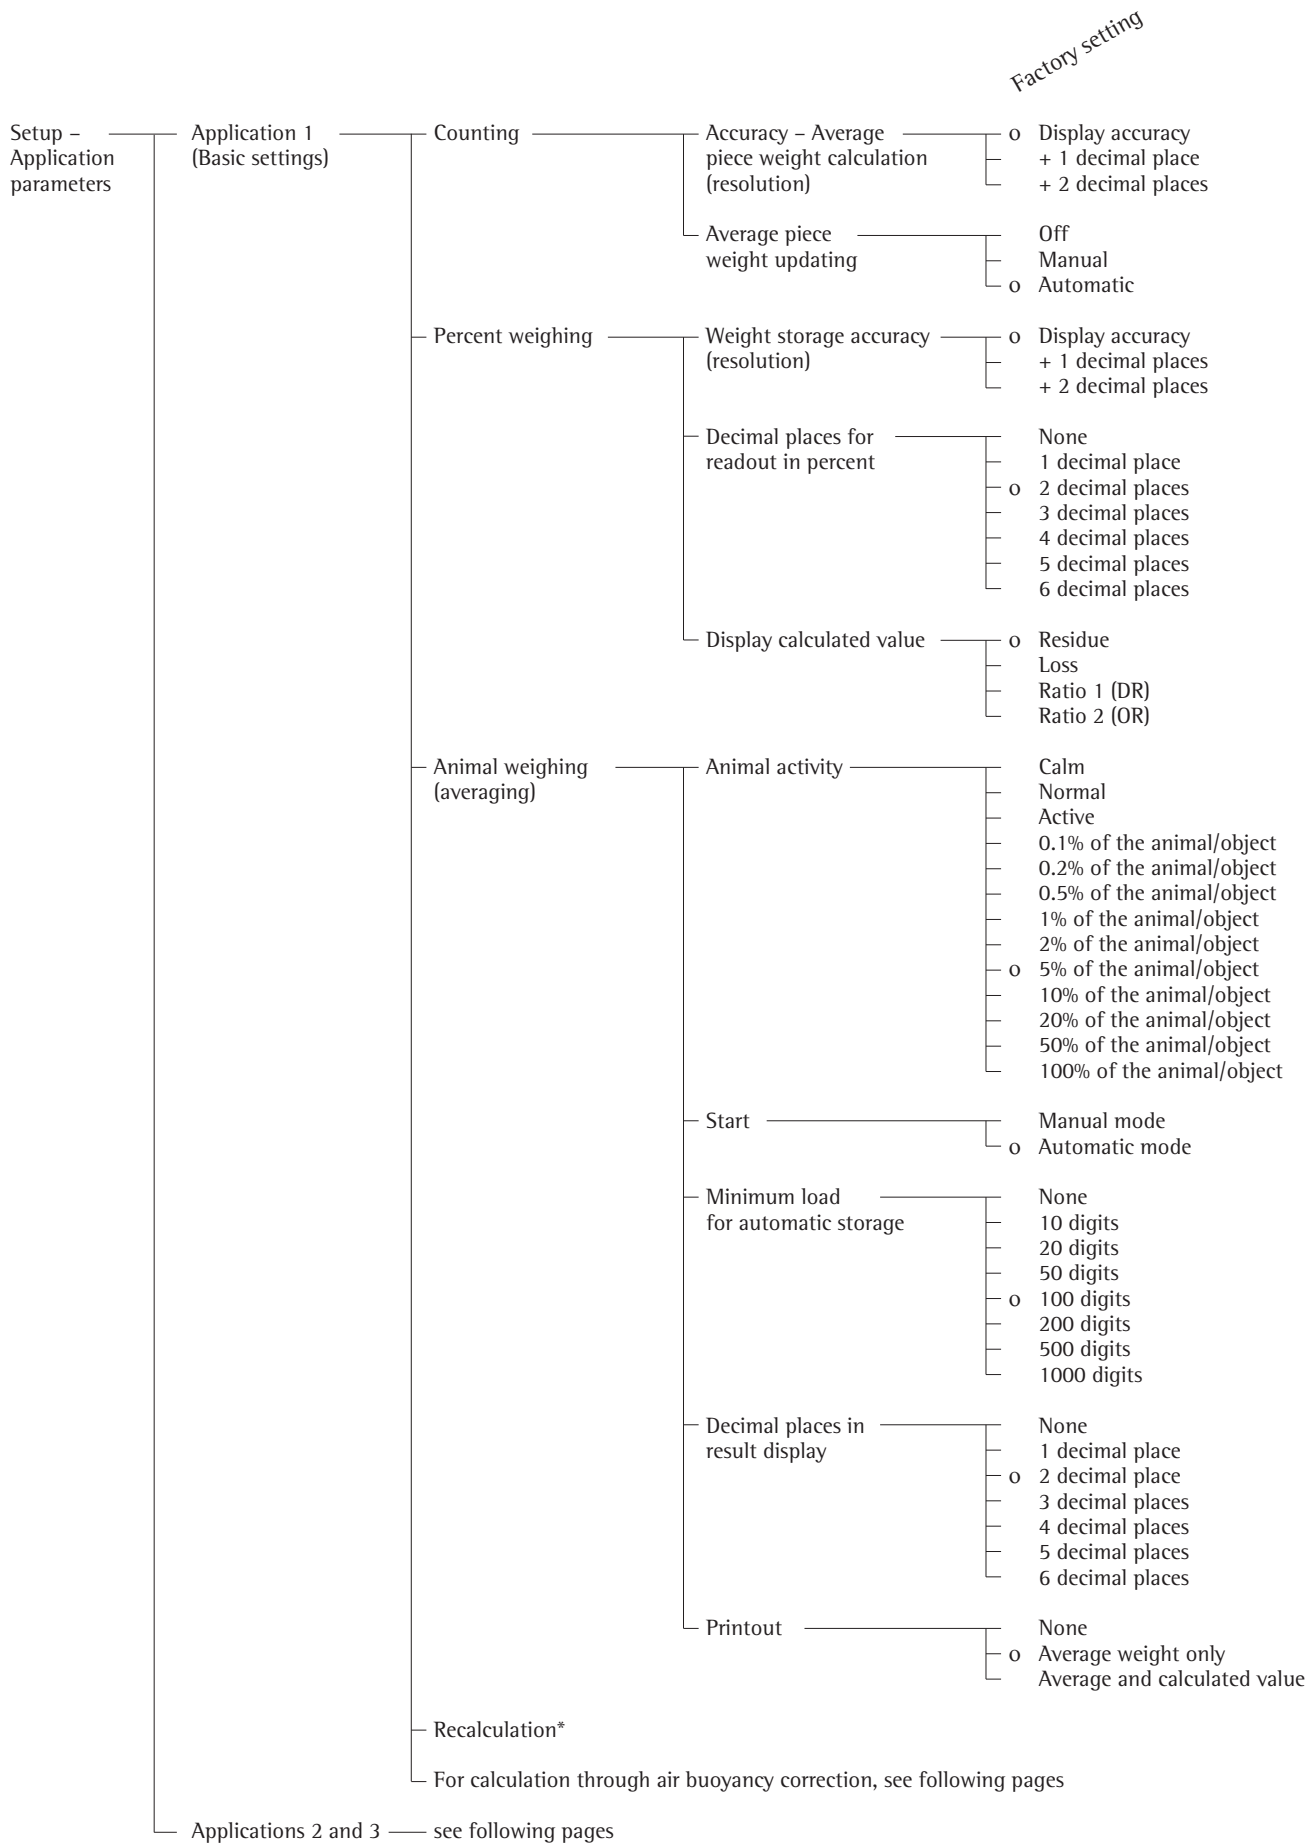 Factory setting
Setup –
Application
parameters
Application 1
(Basic settings)
Counting
Accuracy – Average
piece weight calculation
(resolution)
o Display accuracy
+ 1 decimal place
+ 2 decimal places
Average piece
weight updating
Off
Manual
o Automatic
Percent weighing
Weight storage accuracy
(resolution)
o Display accuracy
+ 1 decimal places
+ 2 decimal places
Decimal places for
readout in percent
None
1 decimal place
o 2 decimal places
3 decimal places
4 decimal places
5 decimal places
6 decimal places
Display calculated value
o Residue
Loss
Ratio 1 (DR)
Ratio 2 (OR)
Animal weighing
(averaging)
Animal activity
Calm
Normal
Active
0.1% of the animal/object
0.2% of the animal/object
0.5% of the animal/object
1% of the animal/object
2% of the animal/object
o 5% of the animal/object
10% of the animal/object
20% of the animal/object
50% of the animal/object
100% of the animal/object
Start
Manual mode
o Automatic mode
Minimum load
for automatic storage
None
10 digits
20 digits
50 digits
o 100 digits
200 digits
500 digits
1000 digits
Decimal places in
result display
None
1 decimal place
o 2 decimal place
3 decimal places
4 decimal places
5 decimal places
6 decimal places
Printout
None
o Average weight only
Average and calculated value
Recalculation*
For calculation through air buoyancy correction, see following pages
Applications 2 and 3
see following pages